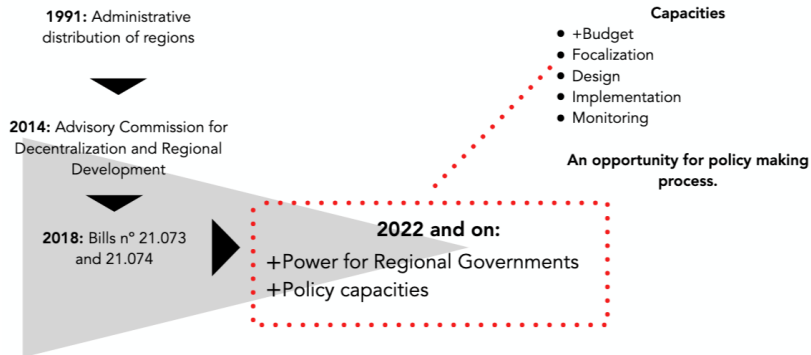 1991: Administrative
distribution of regions
2014: Advisory Commission for
Decentralization and Regional
Development
2018: Bills nº 21.073
and 21.074
2022 and on:
+Power for Regional Governments
+Policy capacities
Capacities
• +Budget
• Focalization
• Design
• Implementation
• Monitoring
An opportunity for policy making
process.